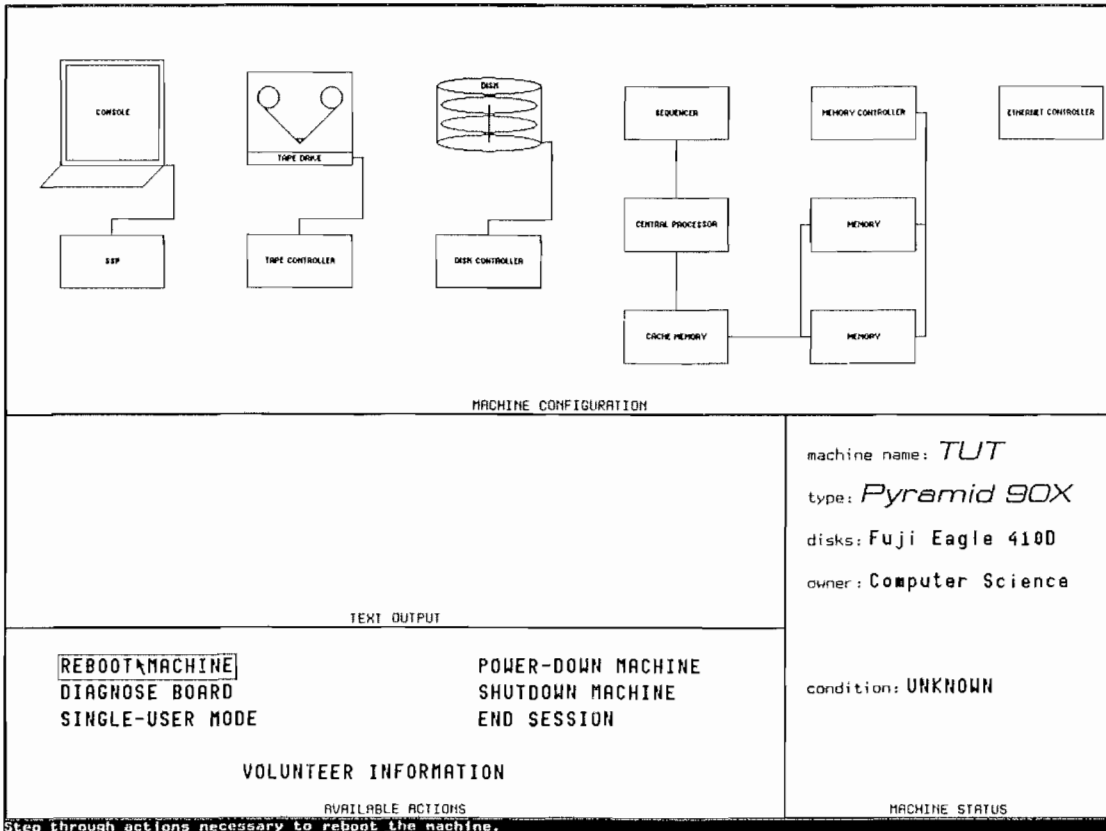 CONSOLE
TAPE DRIVE
DISK
SEQUENCER
MEMORY CONTROLLER
ETHERNET CONTROLLER
SSP
TAPE CONTROLLER
DISK CONTROLLER
CENTRAL PROCESSOR
MEMORY
CACHE MEMORY
MEMORY
MACHINE CONFIGURATION
TEXT OUTPUT
REBOOT MACHINE
DIAGNOSE BOARD
SINGLE-USER MODE
POWER-DOWN MACHINE
SHUTDOWN MACHINE
END SESSION
VOLUNTEER INFORMATION
AVAILABLE ACTIONS
machine name: TUT
type: Pyramid 90X
disks: Fuji Eagle 410D
owner: Computer Science
condition: UNKNOWN
MACHINE STATUS
Step through actions necessary to reboot the machine.